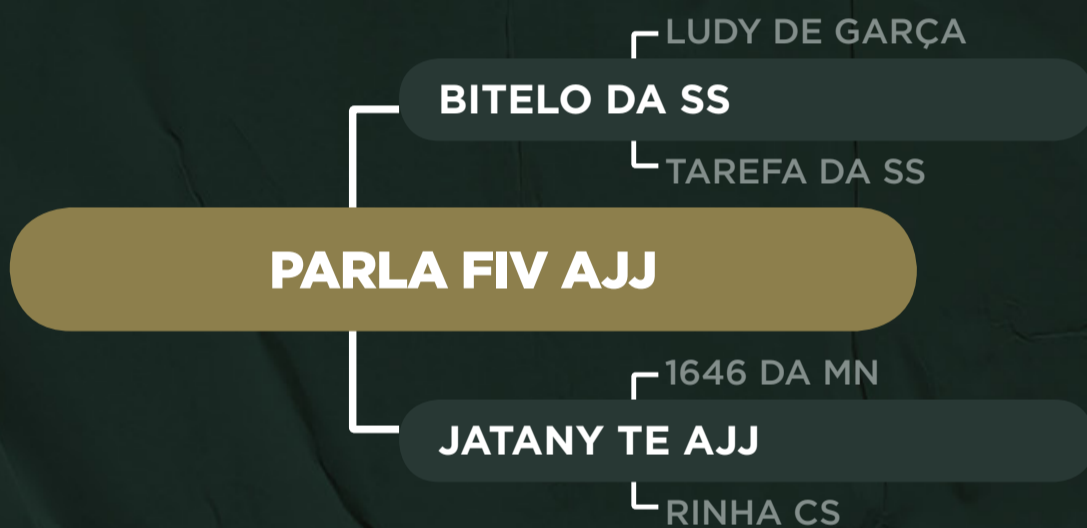 LUDY DE GARÇA
BITELO DA SS
TAREFA DA SS
PARLA FIV AJJ
1646 DA MN
JATANY TE AJJ
RINHA CS